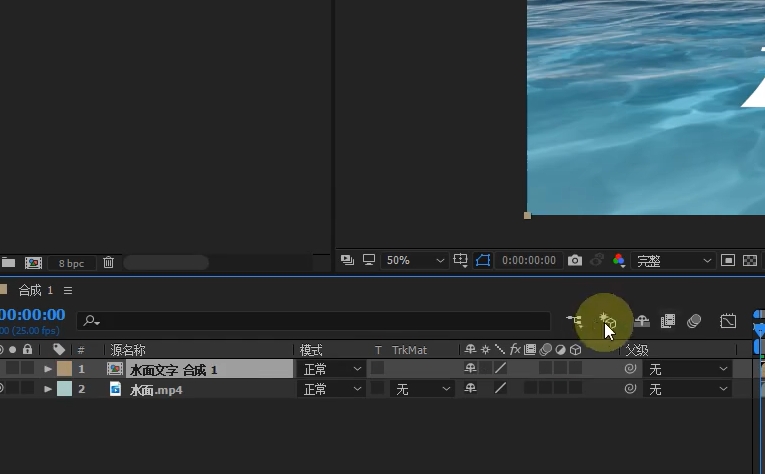 8 bpc
50%
0:00:00:00
完整
合成 1
00:00:00
00 (25.00 fps)
#
源名称
模式
T
TrkMat
fx
父级
1
水面文字 合成 1
正常
无
2
水面.mp4
正常
无
无